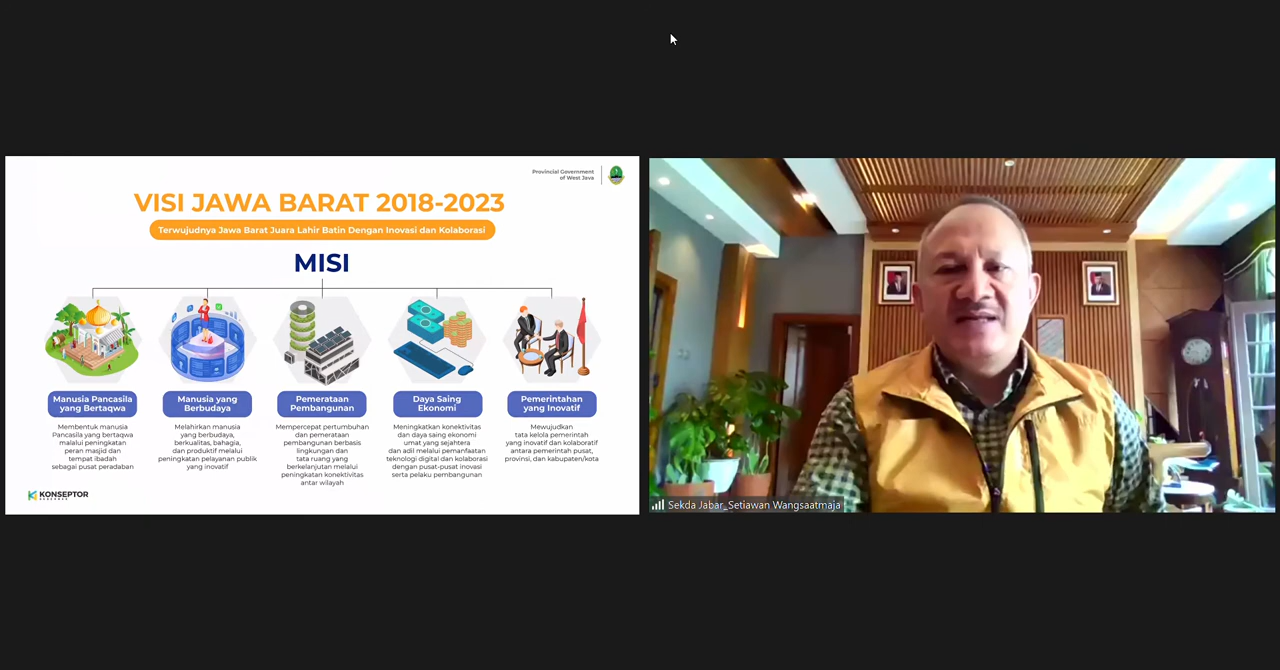 Provincial Government
of West Java
VISI JAWA BARAT 2018-2023
Terwujudnya Jawa Barat Juara Lahir Batin Dengan Inovasi dan Kolaborasi
MISI
Manusia Pancasila
yang Bertaqwa
Membentuk manusia
Pancasila yang bertaqwa
malalui peningkatan
peran masjid dan
tempat ibadah
sebagai pusat peradaban
Manusia yang
Berbudaya
Melahirkan manusia
yang berbudaya,
berkualitas, bahagia,
dan produktif melalui
peningkatan pelayanan publik
yang inovatif
Pemerataan
Pembangunan
Mempercepat pertumbuhan
dan pemerataan
pembangunan berbasis
lingkungan dan
tata ruang yang
berkelanjutan melalui
peningkatan konektivitas
antar wilayah
Daya Saing
Ekonomi
Meningkatkan konektivitas
dan daya saing ekonomi
umat yang sejahtera
dan adil melalui pemanfaatan
teknologi digital dan kolaborasi
dengan pusat-pusat inovasi
serta pelaku pembangunan
Pemerintahan
yang Inovatif
Mewujudkan
tata kelola pemerintah
yang inovatif dan kolaboratif
antara pemerintah pusat,
provinsi, dan kabupaten/kota
KONSEPTOR
Sekda Jabar_Setiawan Wangsaatmaja